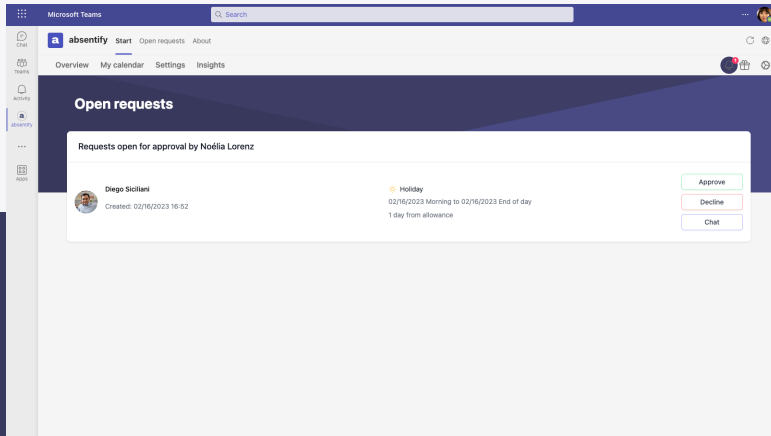 Microsoft Teams
Search
Chat
Teams
Activity
absentify
Apps
a absentify Start Open requests About
Overview My calendar Settings Insights
1
Open requests
Requests open for approval by Noélia Lorenz
Diego Siciliani
Created: 02/16/2023 16:52
Holiday
02/16/2023 Morning to 02/16/2023 End of day
1 day from allowance
Approve
Decline
Chat